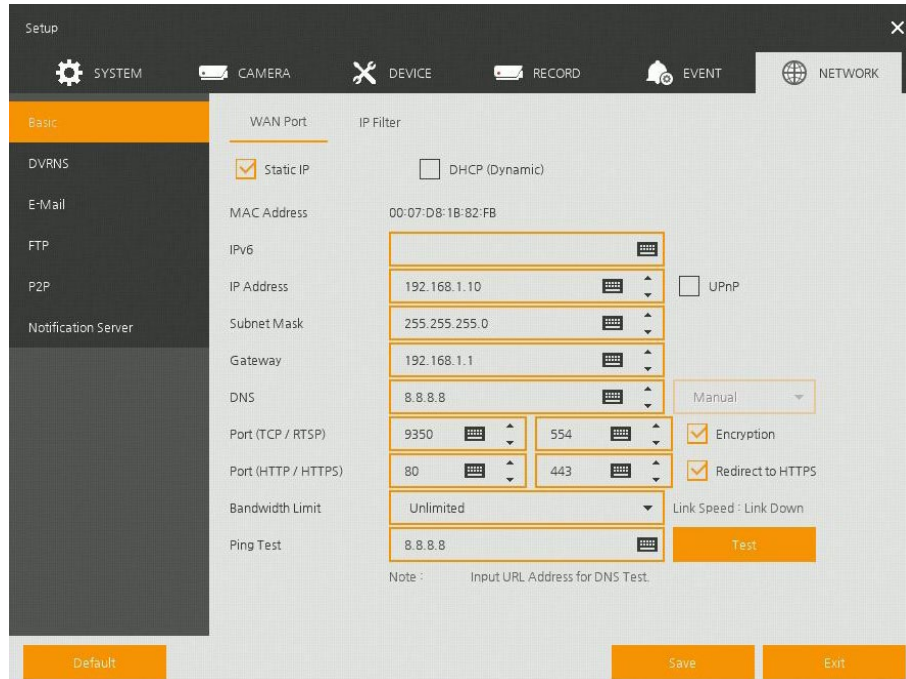 Setup
SYSTEM CAMERA DEVICE RECORD EVENT NETWORK
Basic
DVRNS
E-Mail
FTP
P2P
Notification Server
WAN Port IP Filter
Static IP DHCP (Dynamic)
MAC Address 00:07:D8:1B:82:FB
IPv6
IP Address 192.168.1.10 UPnP
Subnet Mask 255.255.255.0
Gateway 192.168.1.1
DNS 8.8.8.8 Manual
Port (TCP / RTSP) 9350 554 Encryption
Port (HTTP / HTTPS) 80 443 Redirect to HTTPS
Bandwidth Limit Unlimited Link Speed : Link Down
Ping Test 8.8.8.8 Test
Note : Input URL Address for DNS Test.
Default Save Exit